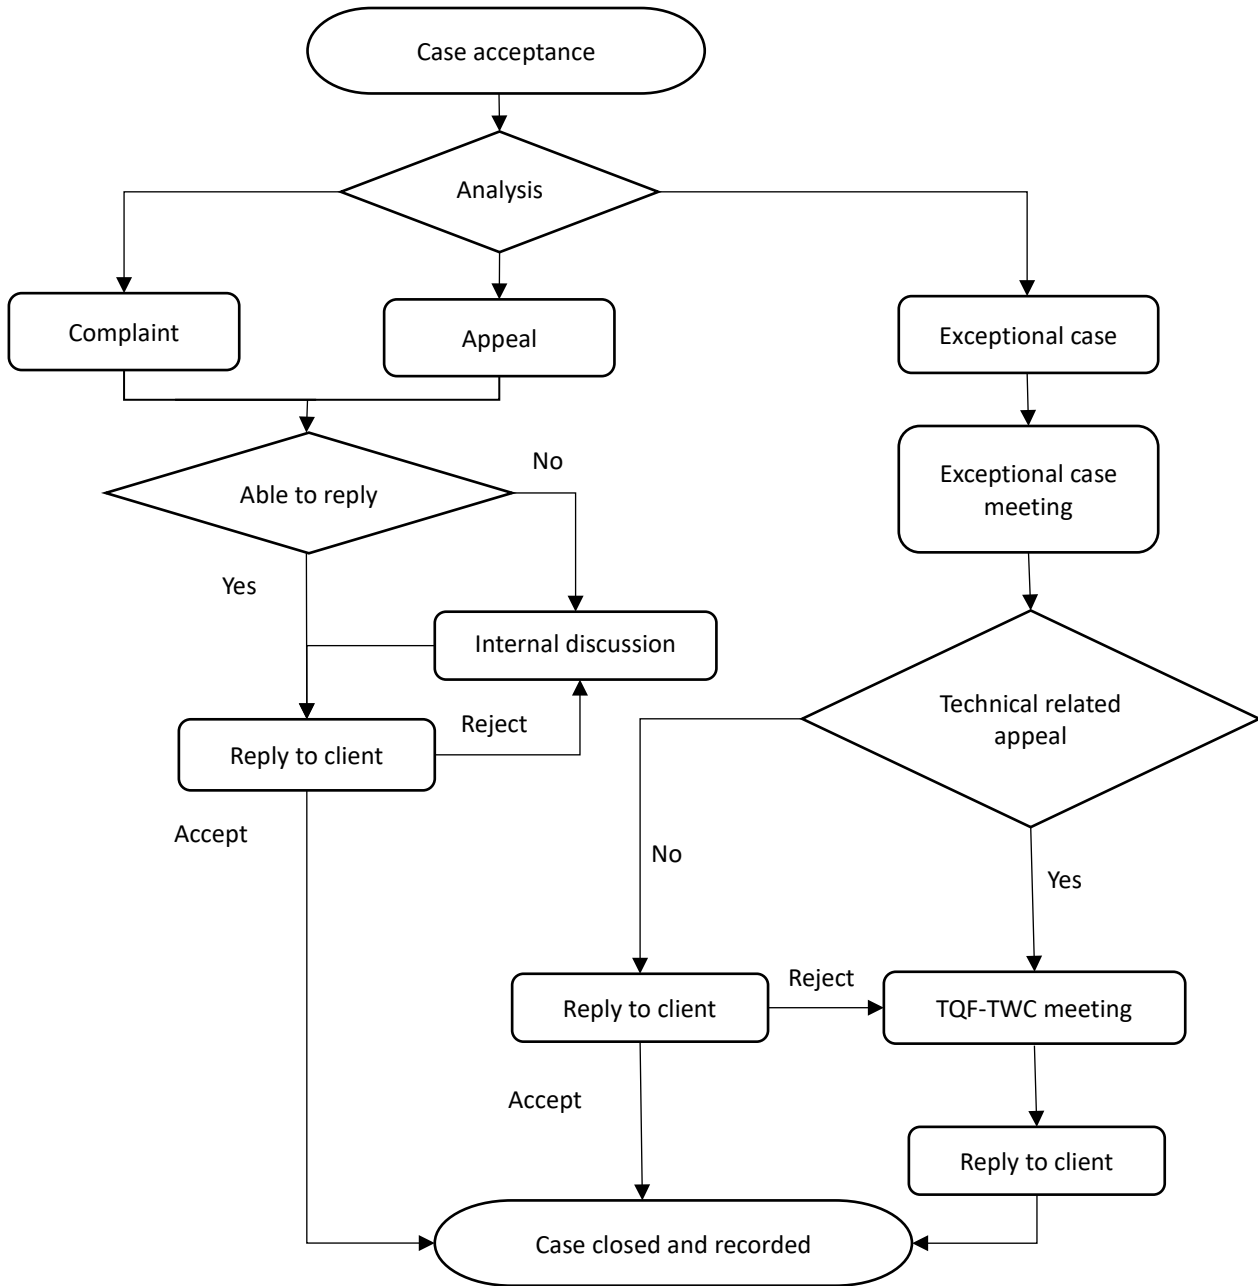 Case acceptance
Analysis
Complaint
Appeal
Exceptional case
Exceptional case
meeting
No
Able to reply
Yes
Internal discussion
Technical related
appeal
Reject
Reply to client
Accept
No
Yes
Reject
Reply to client
TQF-TWC meeting
Accept
Reply to client
Case closed and recorded